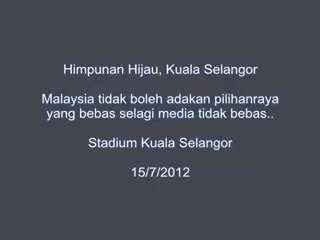 Himpunan Hijau, Kuala Selangor
Malaysia tidak boleh adakan pilihanraya
yang bebas selagi media tidak bebas..
Stadium Kuala Selangor
15/7/2012